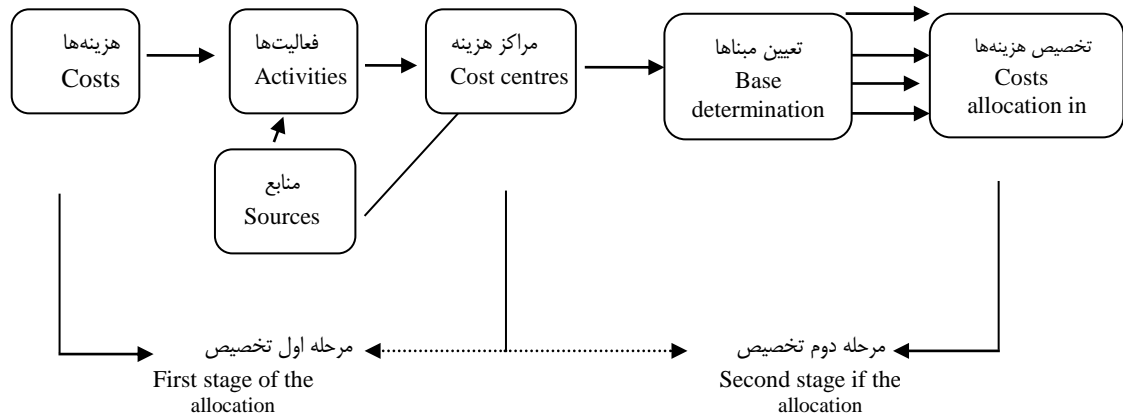 هزینه‌ها
Costs
فعالیت‌ها
Activities
مراکز هزینه
Cost centres
تعیین مبناها
Base
determination
تخصیص هزینه‌ها
Costs
allocation in
منابع
Sources
مرحله اول تخصیص
First stage of the
allocation
مرحله دوم تخصیص
Second stage if the
allocation